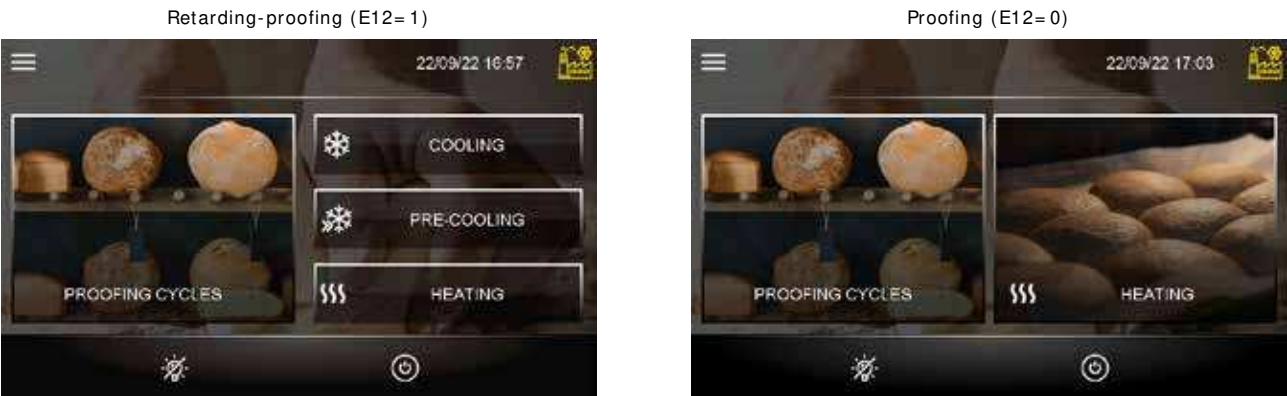 Retarding-proofing (E12=1)
22/09/22 16:57
COOLING
PRE-COOLING
PROOFING CYCLES
HEATING
Proofing (E12=0)
22/09/22 17:03
PROOFING CYCLES
HEATING